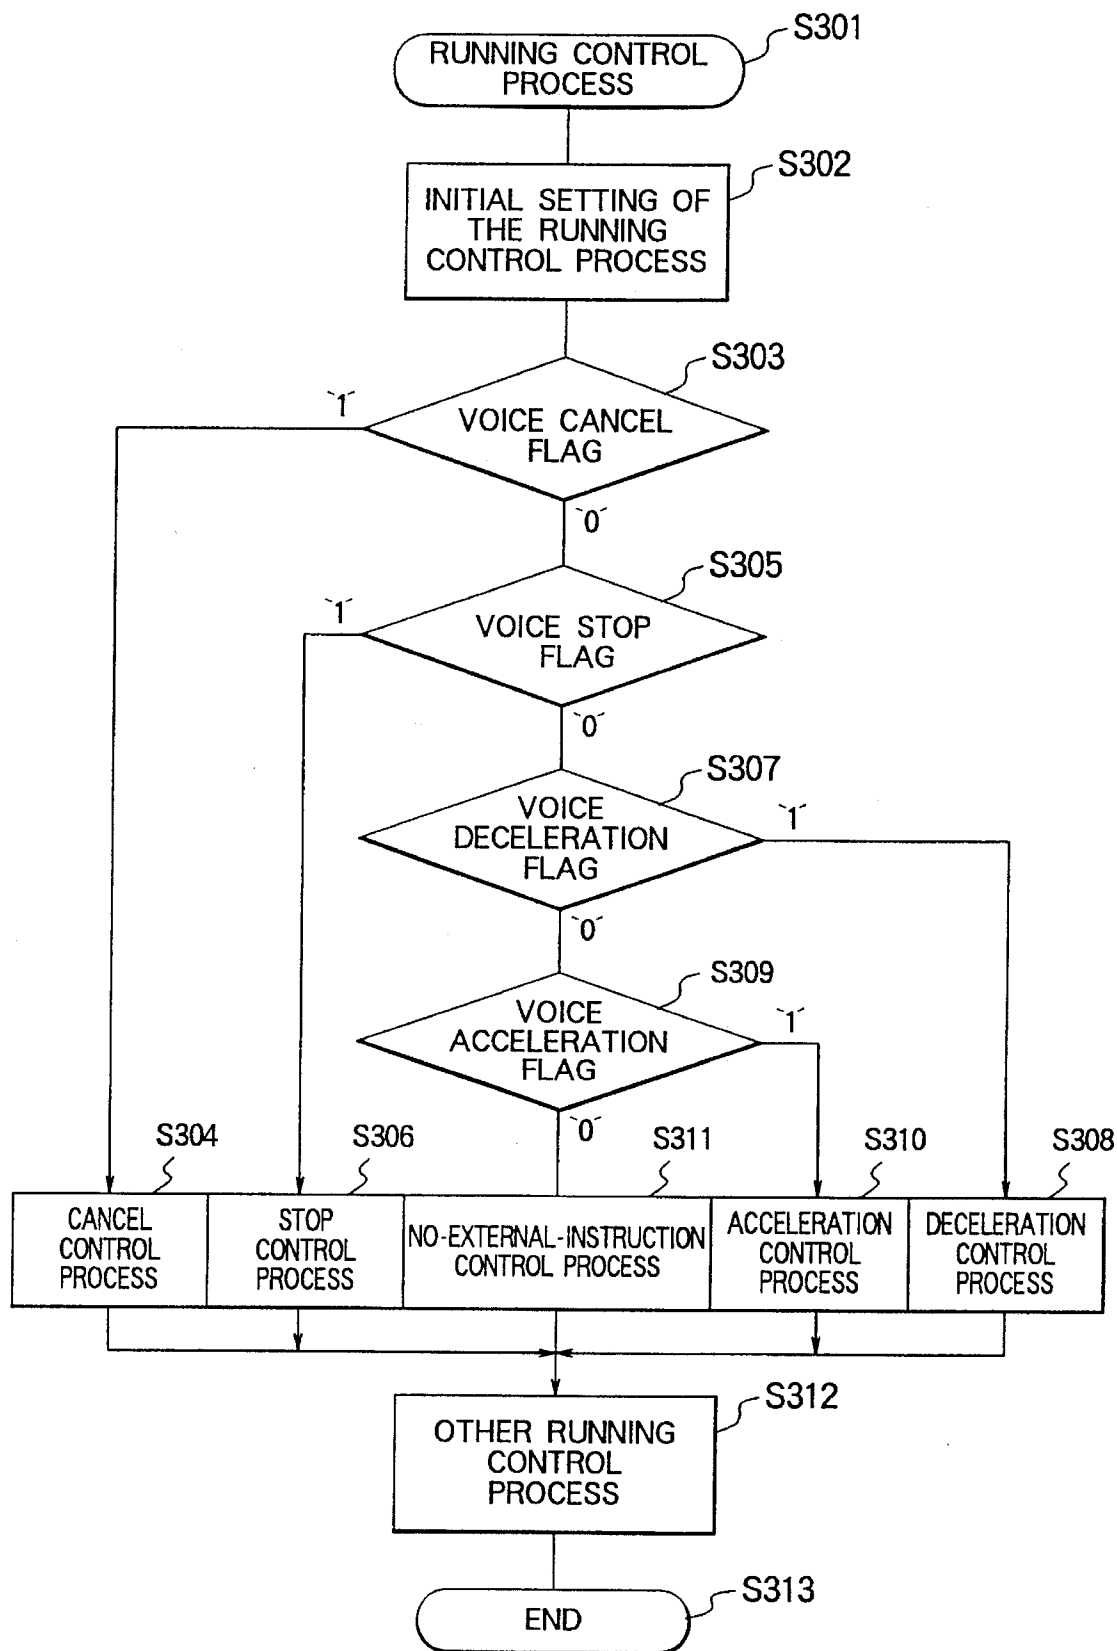 S301
RUNNING CONTROL
PROCESS
S302
INITIAL SETTING OF
THE RUNNING
CONTROL PROCESS
S303
VOICE CANCEL
FLAG
`1´
`0´
S305
VOICE STOP
FLAG
`1´
`0´
S307
VOICE
DECELERATION
FLAG
`1´
`0´
S309
VOICE
ACCELERATION
FLAG
`1´
`0´
S304
CANCEL
CONTROL
PROCESS
S306
STOP
CONTROL
PROCESS
S311
NO-EXTERNAL-INSTRUCTION
CONTROL PROCESS
S310
ACCELERATION
CONTROL
PROCESS
S308
DECELERATION
CONTROL
PROCESS
S312
OTHER RUNNING
CONTROL
PROCESS
S313
END